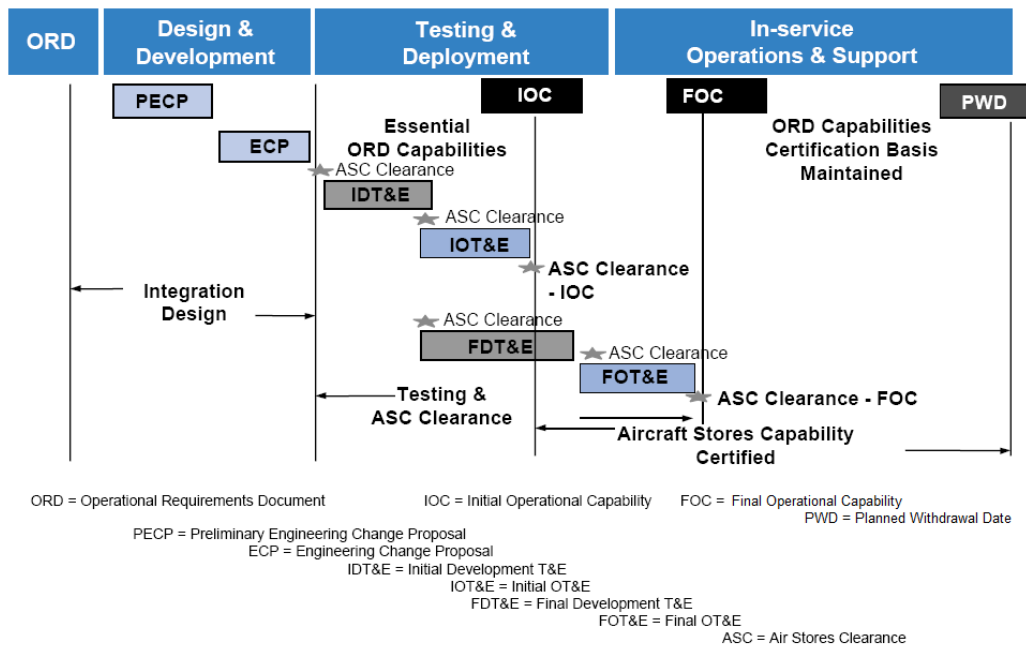 ORD
Design &
Development
Testing &
Deployment
In-service
Operations & Support
PECP
IOC
FOC
PWD
ECP
Essential
ORD Capabilities
ORD Capabilities
Certification Basis
Maintained
ASC Clearance
IDT&E
ASC Clearance
IOT&E
ASC Clearance
- IOC
Integration
Design
ASC Clearance
FDT&E
ASC Clearance
FOT&E
Testing &
ASC Clearance
ASC Clearance - FOC
Aircraft Stores Capability
Certified
ORD = Operational Requirements Document
IOC = Initial Operational Capability
FOC = Final Operational Capability
PWD = Planned Withdrawal Date
PECP = Preliminary Engineering Change Proposal
ECP = Engineering Change Proposal
IDT&E = Initial Development T&E
IOT&E = Initial OT&E
FDT&E = Final Development T&E
FOT&E = Final OT&E
ASC = Air Stores Clearance